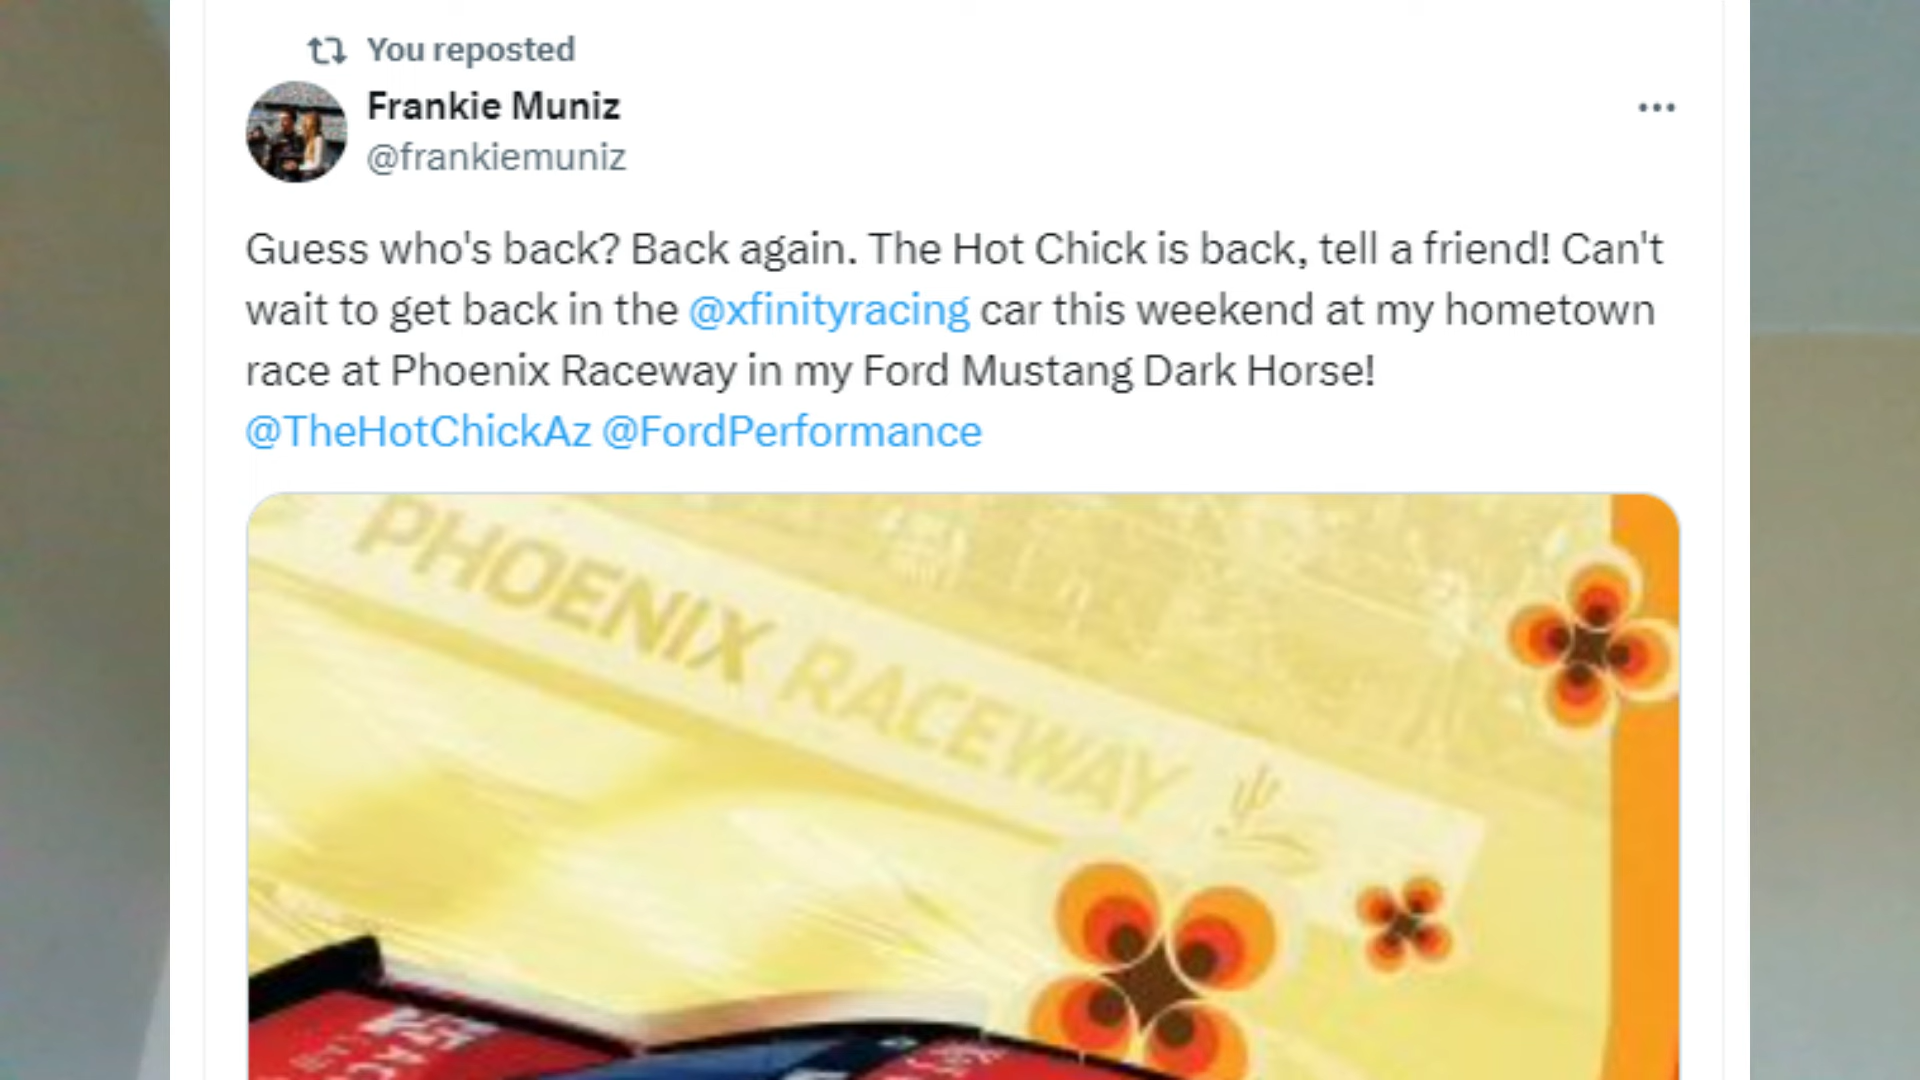 You reposted
Frankie Muniz
@frankiemuniz
Guess who's back? Back again. The Hot Chick is back, tell a friend! Can't
wait to get back in the @xfinityracing car this weekend at my hometown
race at Phoenix Raceway in my Ford Mustang Dark Horse!
@TheHotChickAz @FordPerformance
PHOENIX RACEWAY